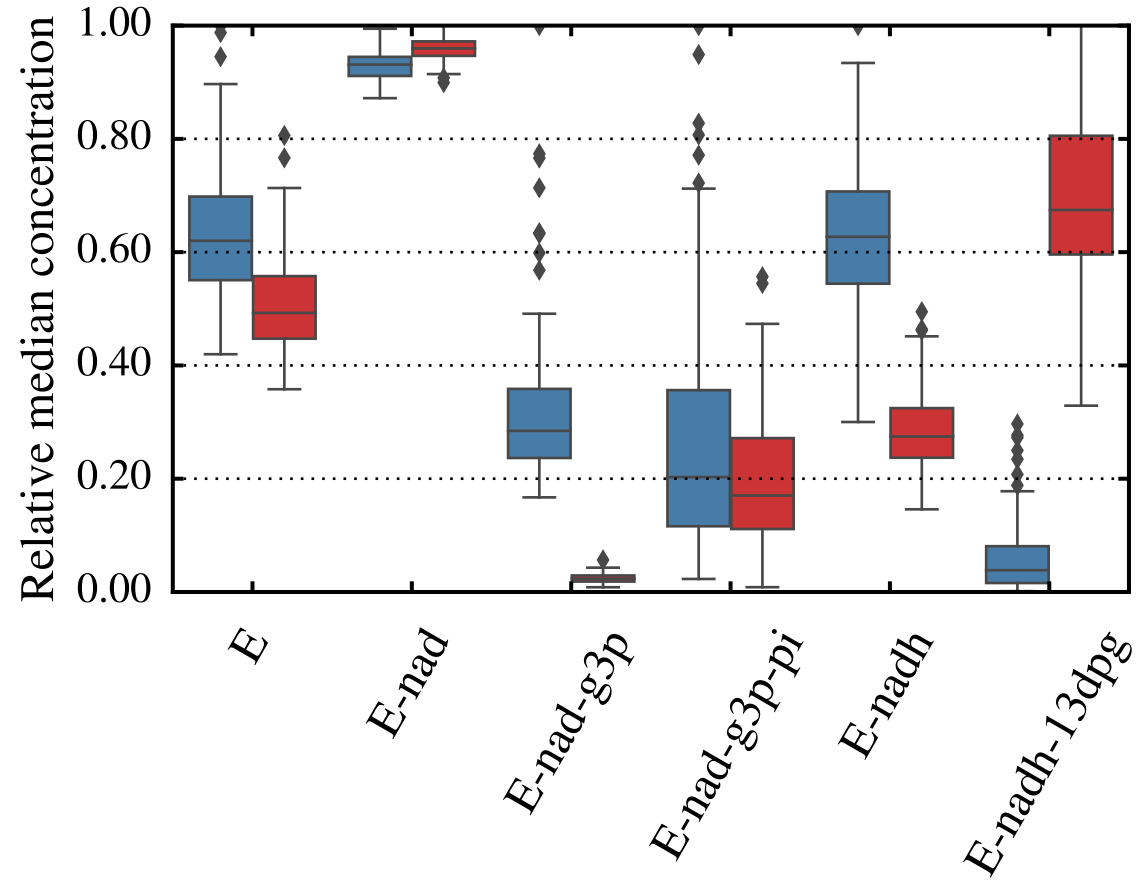 Relative median concentration
1.00
0.80
0.60
0.40
0.20
0.00
E
E-nad
E-nad-g3p
E-nad-g3p-pi
E-nadh
E-nadh-13dpg